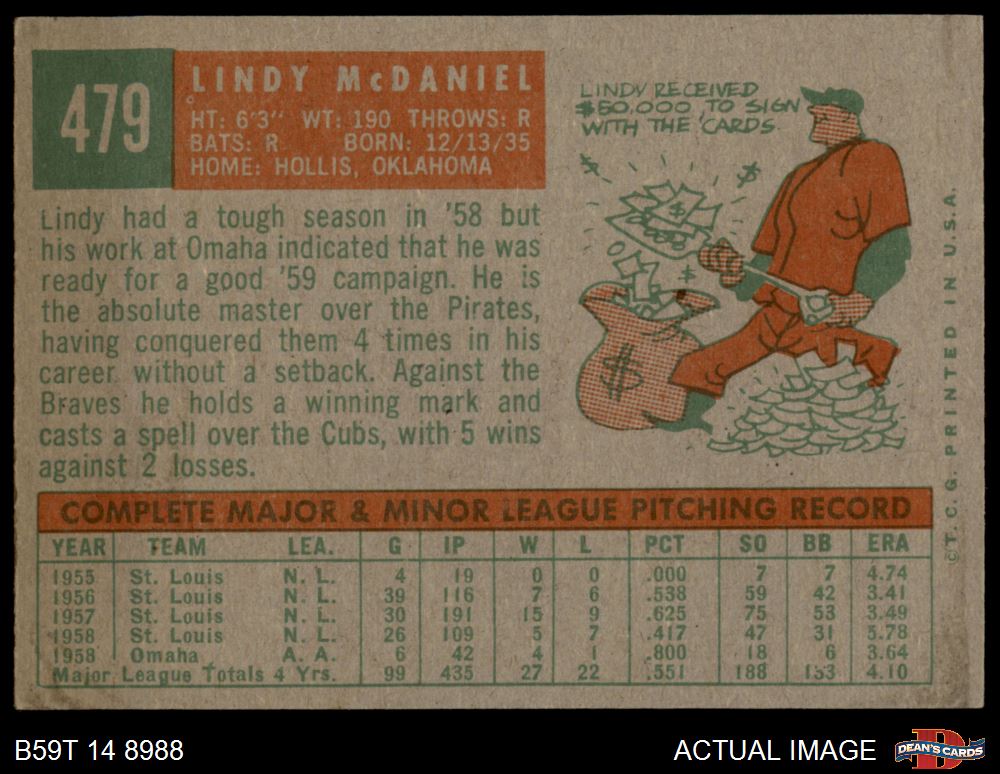 479
LINDY McDANIEL
HT: 6'3" WT: 190 THROWS: R
BATS: R BORN: 12/13/35
HOME: HOLLIS, OKLAHOMA
LINDY RECEIVED
$50,000 TO SIGN
WITH THE CARDS
Lindy had a tough season in '58 but
his work at Omaha indicated that he was
ready for a good '59 campaign. He is
the absolute master over the Pirates,
having conquered them 4 times in his
career without a setback. Against the
Braves he holds a winning mark and
casts a spell over the Cubs, with 5 wins
against 2 losses.
COMPLETE MAJOR & MINOR LEAGUE PITCHING RECORD
YEAR TEAM LEA. G IP W L PCT SO BB ERA
1955 St. Louis N. L. 4 19 0 0 .000 7 7 4.74
1956 St. Louis N. L. 39 116 7 6 .538 59 42 3.41
1957 St. Louis N. L. 30 191 15 9 .625 75 53 3.49
1958 St. Louis N. L. 26 109 5 7 .417 47 31 5.78
1958 Omaha A. A. 6 42 4 1 .800 18 6 3.64
Major League Totals 4 Yrs. 99 435 27 22 .551 188 133 4.10
© T. C. G. PRINTED IN U.S.A.
B59T 14 8988
ACTUAL IMAGE
DEAN'S CARDS